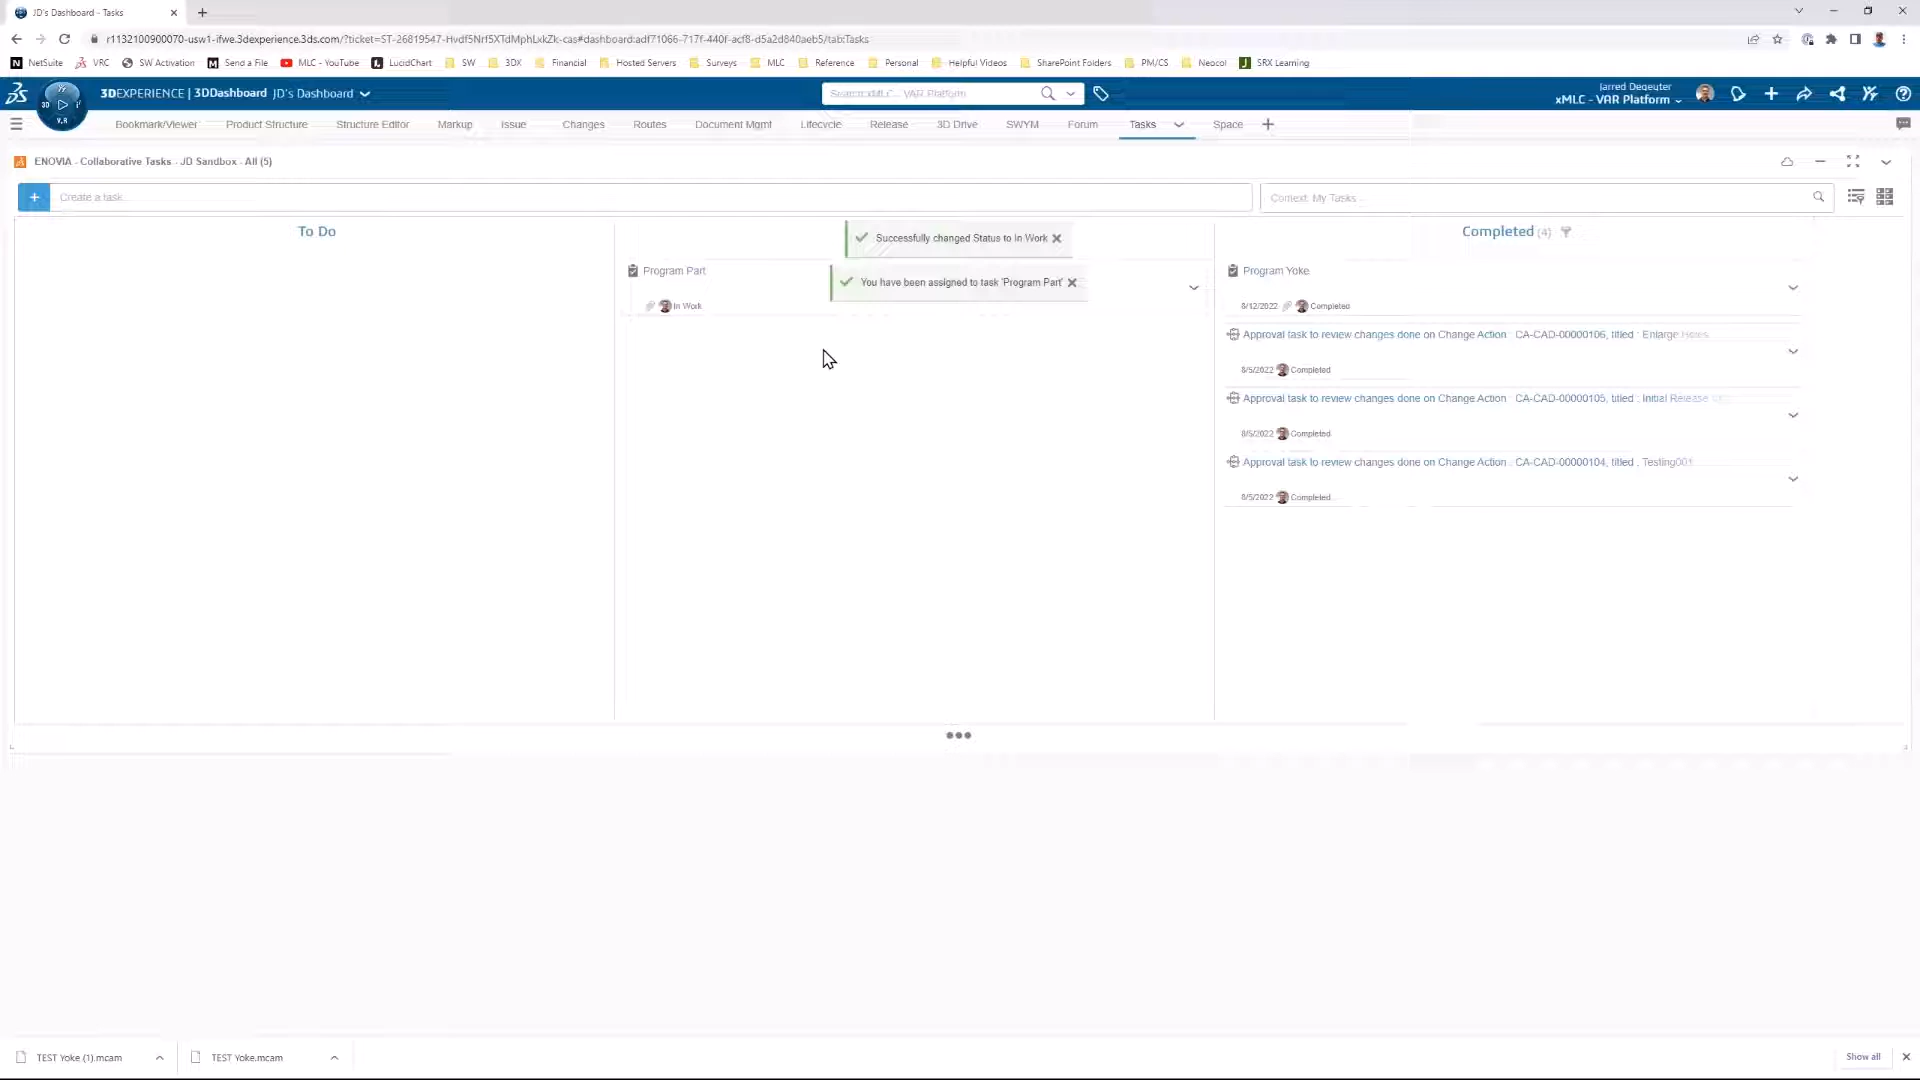 JD's Dashboard - Tasks
r1132100900070-usw1-ifwe.3dexperience.3ds.com/?ticket=ST-26819547-Hvdf5Nrf5XTdMphLxkZk-cas#dashboard:adf71066-717f-440f-acf8-d5a2d840aeb5/tab:Tasks
NetSuite VRC SW Activation Send a File MLC - YouTube LucidChart SW 3DX Financial Hosted Servers Surveys MLC Reference Personal Helpful Videos SharePoint Folders PM/CS Neocol SRX Learning
3DEXPERIENCE | 3DDashboard JD's Dashboard
Search xMLC - VAR Platform
Jarred Degeyter
xMLC - VAR Platform
3D
V.R
Bookmark/Viewer Product Structure Structure Editor Markup Issue Changes Routes Document Mgmt Lifecycle Release 3D Drive SWYM Forum Tasks Space
ENOVIA - Collaborative Tasks - JD Sandbox - All (5)
Create a task...
Context: My Tasks
To Do
Successfully changed Status to In Work
Completed (4)
Program Part
You have been assigned to task 'Program Part'
In Work
Program Yoke
8/12/2022 Completed
Approval task to review changes done on Change Action : CA-CAD-00000106, titled : Enlarge Holes
8/5/2022 Completed
Approval task to review changes done on Change Action : CA-CAD-00000105, titled : Initial Release
8/5/2022 Completed
Approval task to review changes done on Change Action : CA-CAD-00000104, titled : Testing001
8/5/2022 Completed
TEST Yoke (1).mcam
TEST Yoke.mcam
Show all